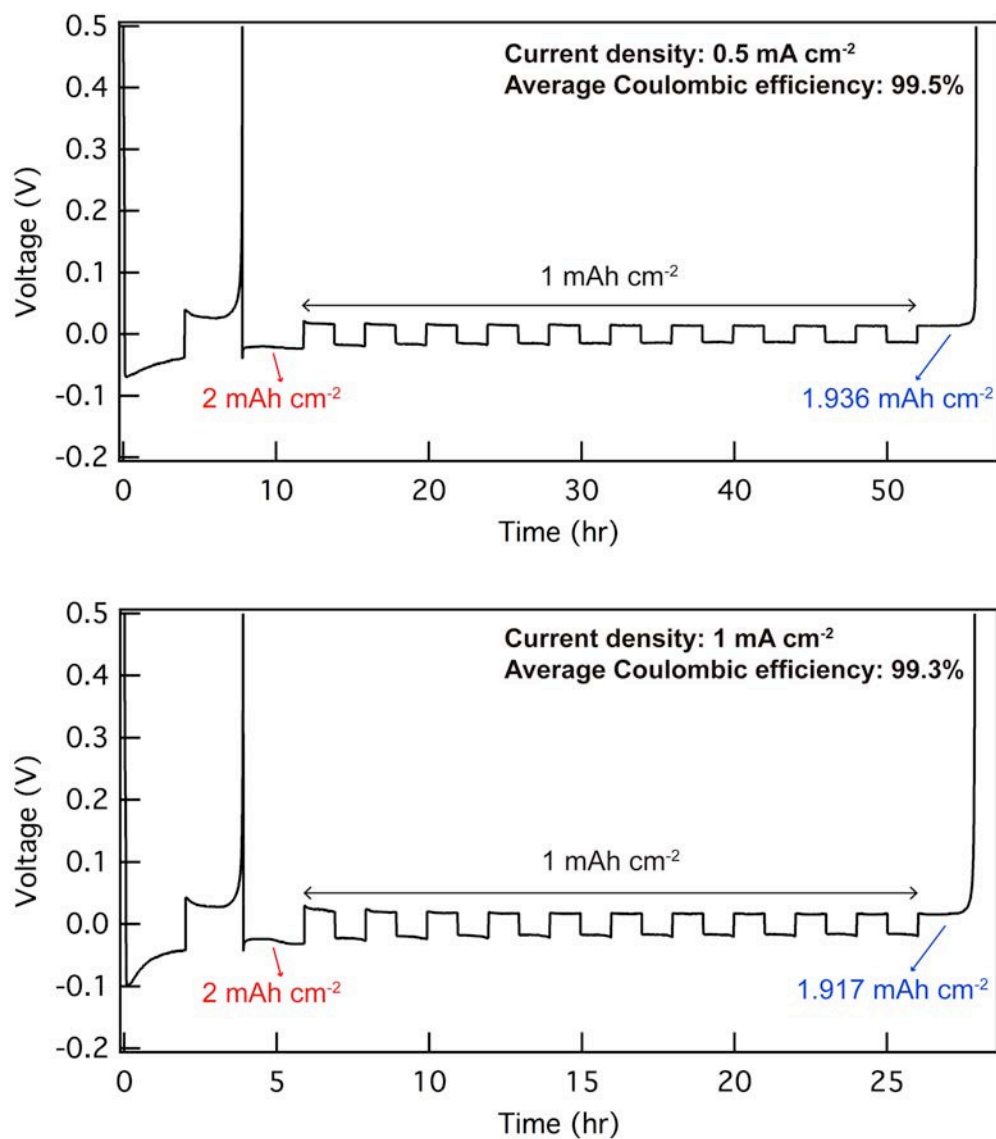 0.5
0.4
0.3
0.2
0.1
0.0
-0.1
-0.2
Voltage (V)
Current density: 0.5 mA cm⁻²
Average Coulombic efficiency: 99.5%
1 mAh cm⁻²
2 mAh cm⁻²
1.936 mAh cm⁻²
0 10 20 30 40 50
Time (hr)
0.5
0.4
0.3
0.2
0.1
0.0
-0.1
-0.2
Voltage (V)
Current density: 1 mA cm⁻²
Average Coulombic efficiency: 99.3%
1 mAh cm⁻²
2 mAh cm⁻²
1.917 mAh cm⁻²
0 5 10 15 20 25
Time (hr)